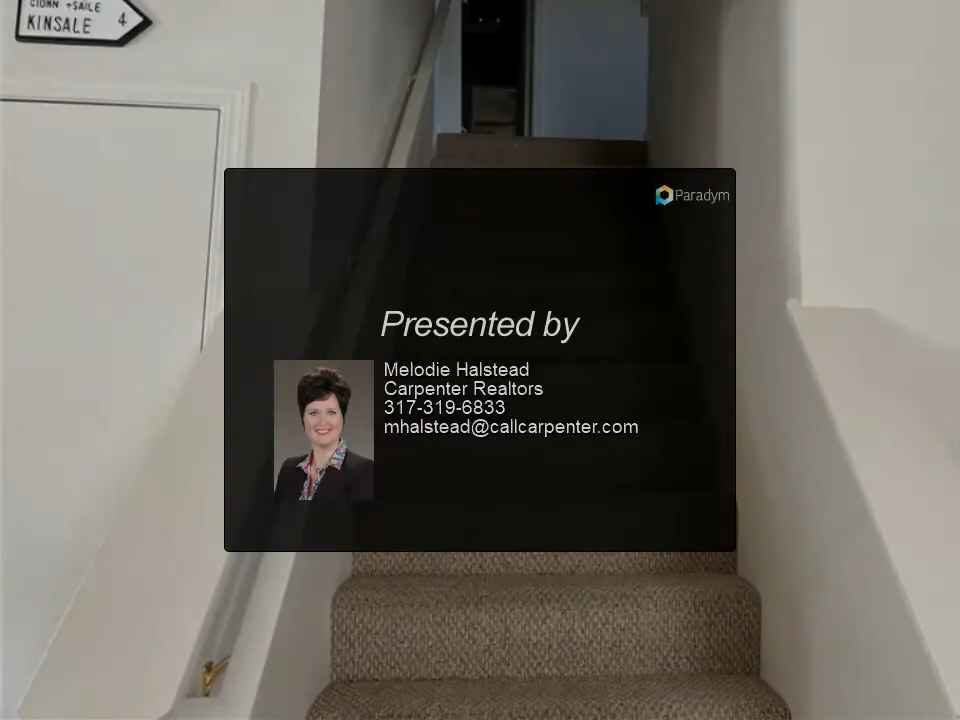 CIONN tSÁILE
KINSALE 4
Paradym
Presented by
Melodie Halstead
Carpenter Realtors
317-319-6833
mhalstead@callcarpenter.com